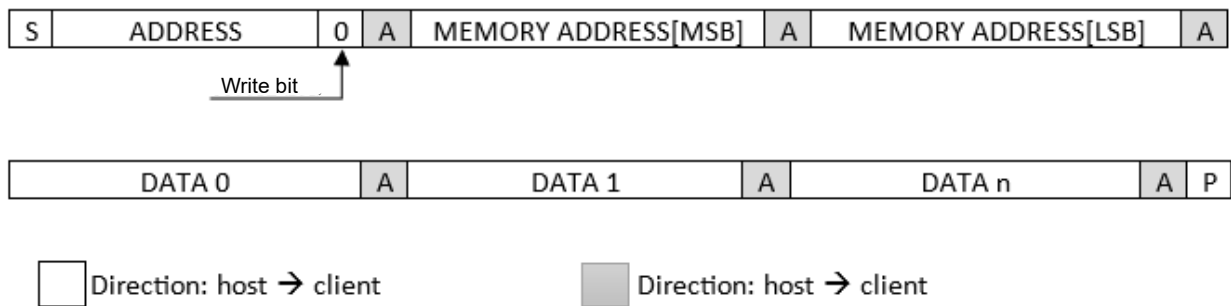 S ADDRESS 0 A MEMORY ADDRESS[MSB] A MEMORY ADDRESS[LSB] A
Write bit
DATA 0 A DATA 1 A DATA n A P
Direction: host → client Direction: host → client